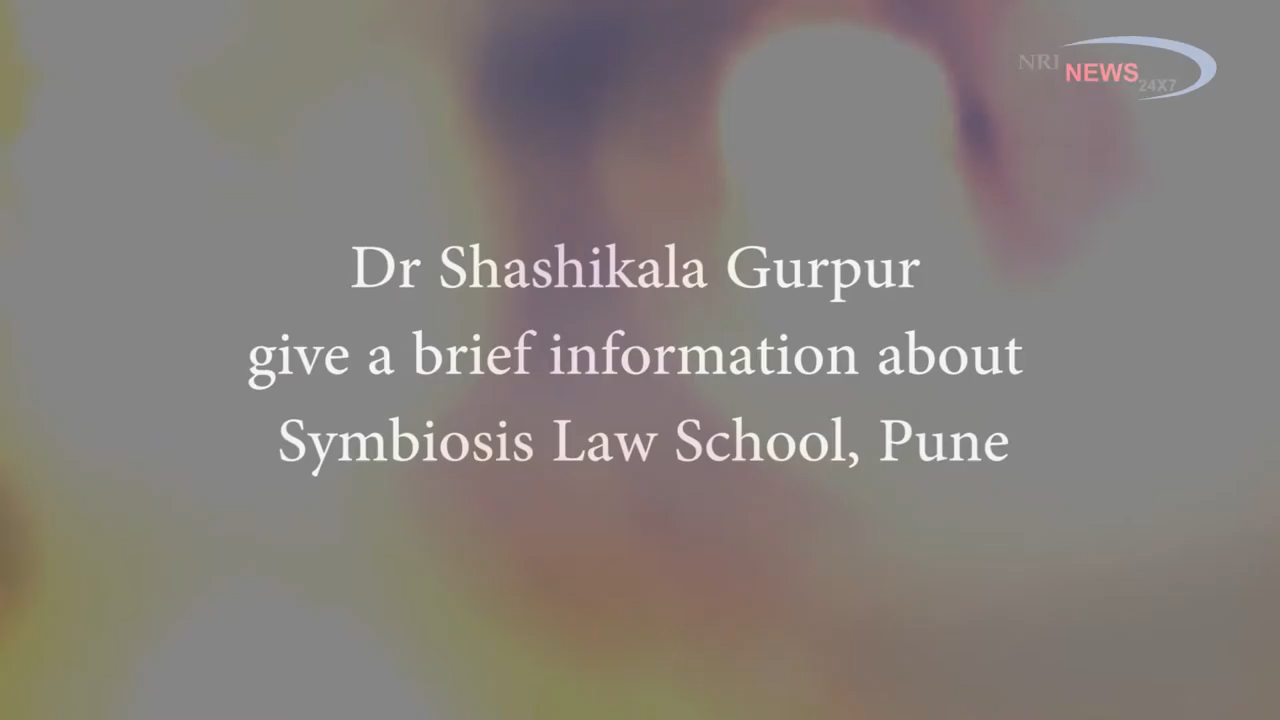 NRI NEWS 24X7
Dr Shashikala Gurpur
give a brief information about
Symbiosis Law School, Pune